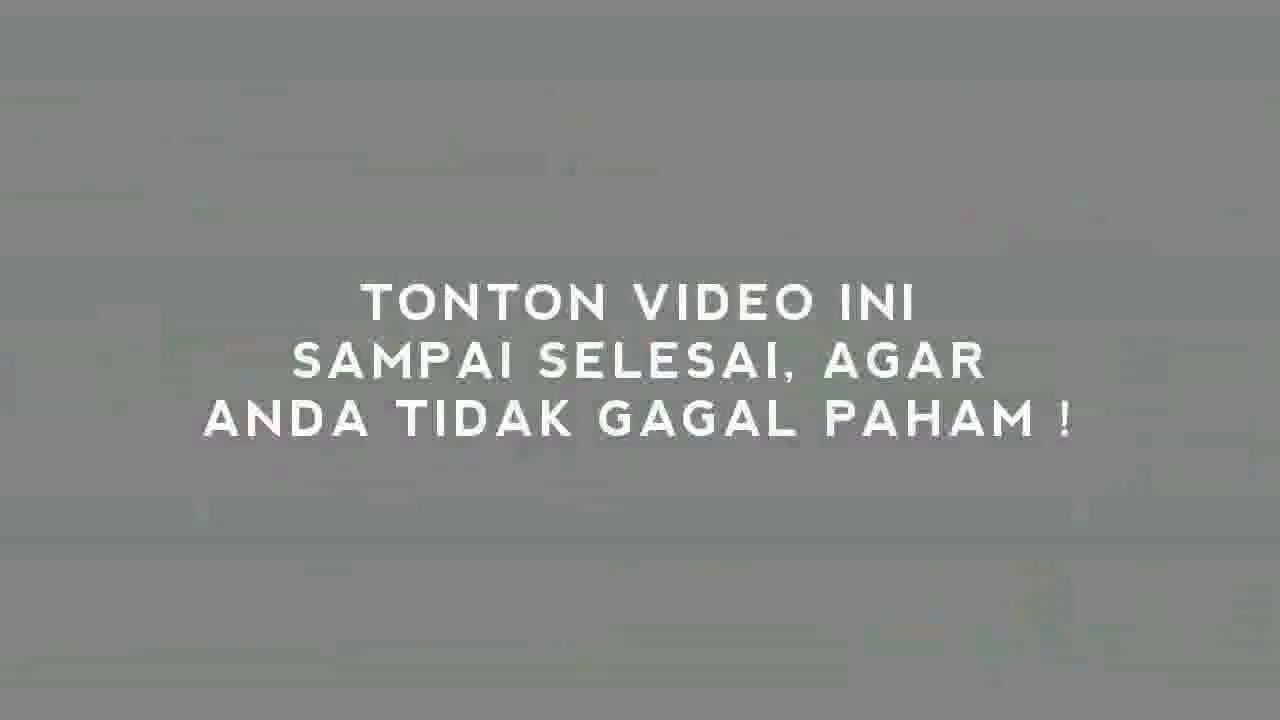 TONTON VIDEO INI
SAMPAI SELESAI, AGAR
ANDA TIDAK GAGAL PAHAM !